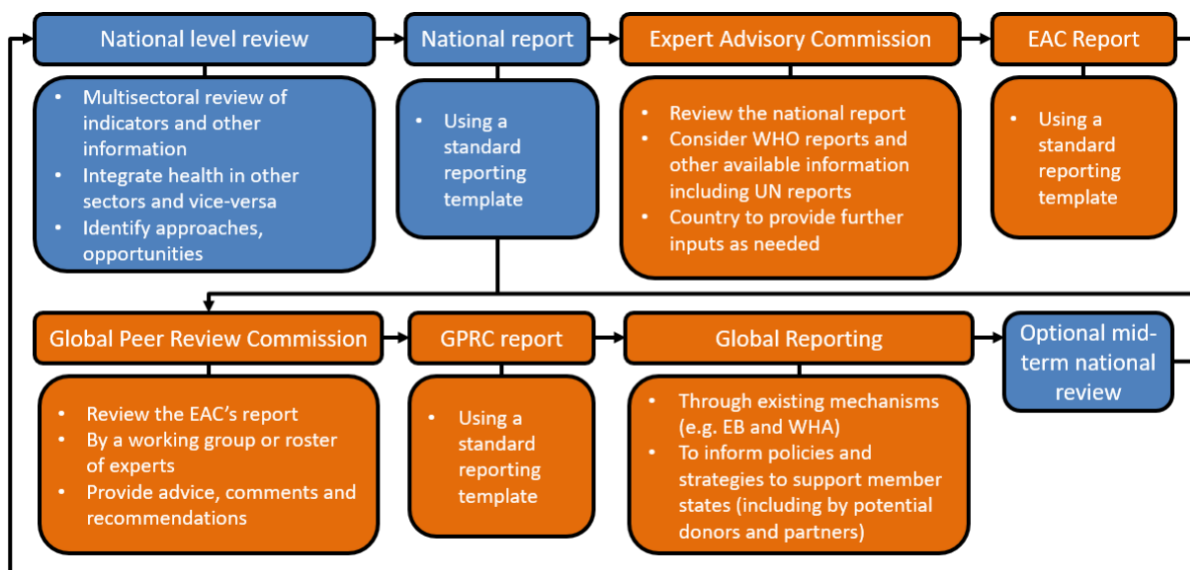 National level review
National report
Expert Advisory Commission
EAC Report
• Multisectoral review of
indicators and other
information
• Integrate health in other
sectors and vice-versa
• Identify approaches,
opportunities
• Using a
standard
reporting
template
• Review the national report
• Consider WHO reports and
other available information
including UN reports
• Country to provide further
inputs as needed
• Using a
standard
reporting
template
Global Peer Review Commission
GPRC report
Global Reporting
Optional mid-
term national
review
• Review the EAC's report
• By a working group or roster
of experts
• Provide advice, comments and
recommendations
• Using a
standard
reporting
template
• Through existing mechanisms
(e.g. EB and WHA)
• To inform policies and
strategies to support member
states (including by potential
donors and partners)